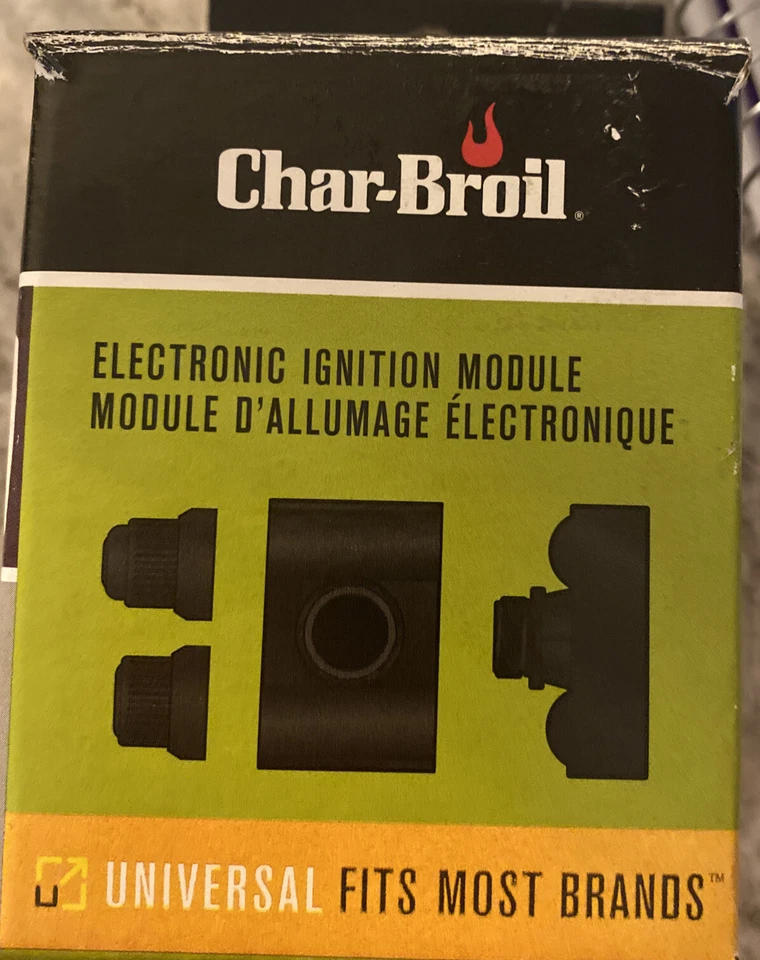 Char-Broil®
ELECTRONIC IGNITION MODULE
MODULE D'ALLUMAGE ÉLECTRONIQUE
UNIVERSAL FITS MOST BRANDS™